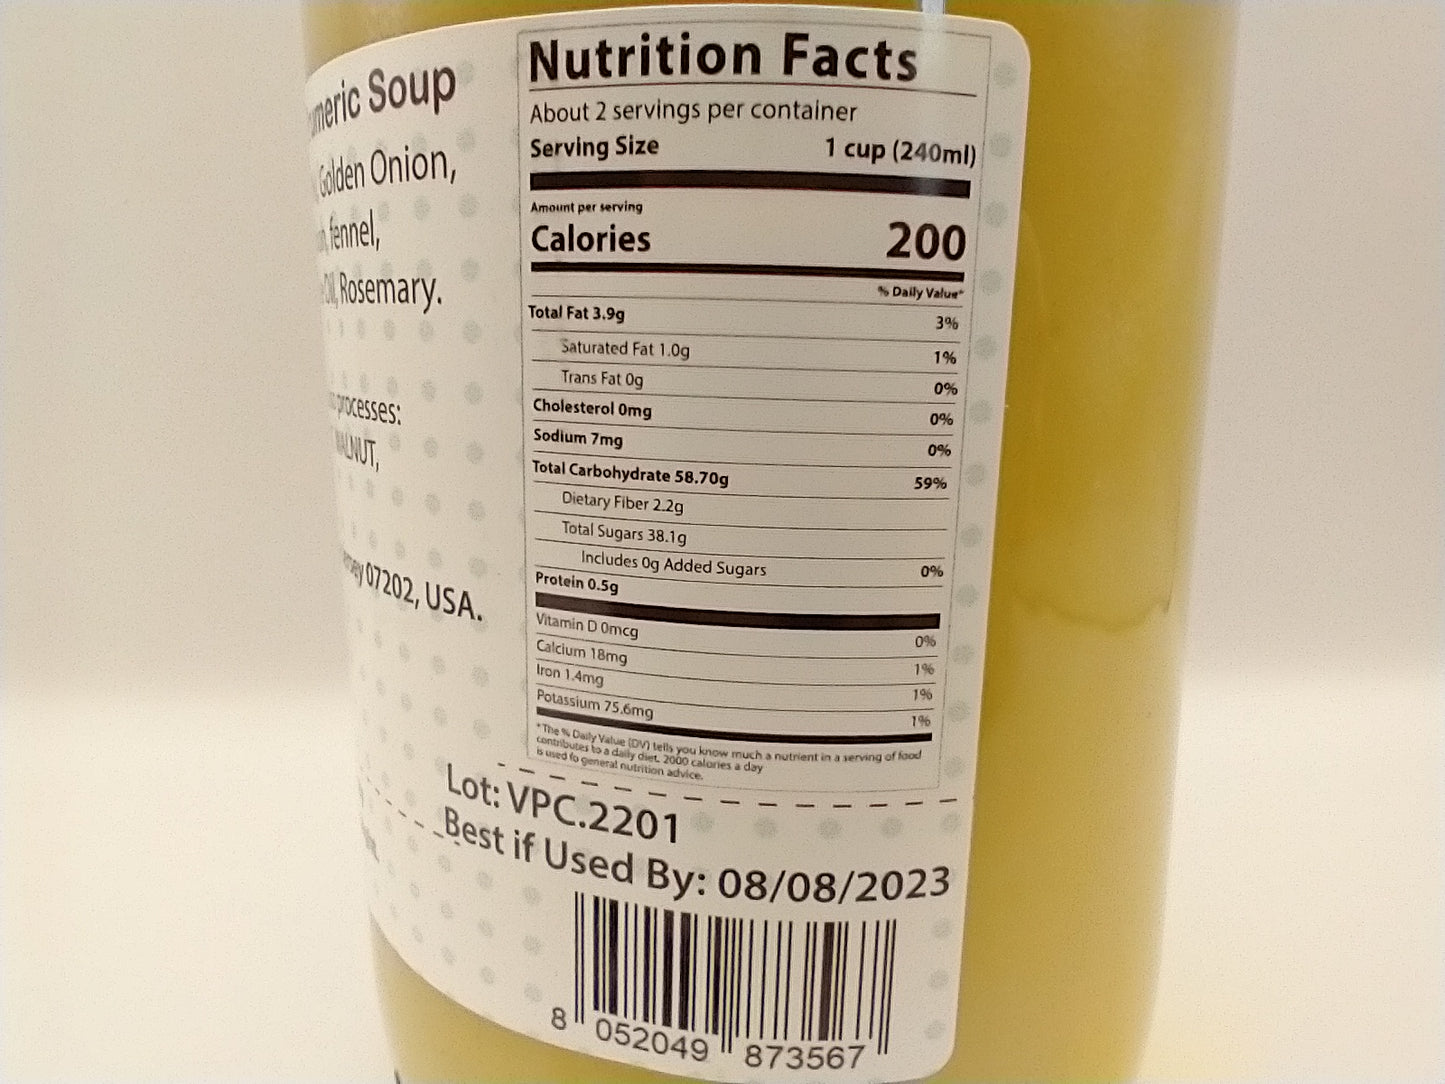 Soup
Golden Onion,
fennel,
Rosemary.
processes:
07202, USA.
Nutrition Facts
About 2 servings per container
Serving Size 1 cup (240ml)
Amount per serving
Calories 200
% Daily Value*
Total Fat 3.9g 3%
Saturated Fat 1.0g 1%
Trans Fat 0g 0%
Cholesterol 0mg 0%
Sodium 7mg 0%
Total Carbohydrate 58.70g 59%
Dietary Fiber 2.2g
Total Sugars 38.1g
Includes 0g Added Sugars 0%
Protein 0.5g
Vitamin D 0mcg 0%
Calcium 18mg 1%
Iron 1.4mg 1%
Potassium 75.6mg 1%
*The % Daily Value (DV) tells you know much a nutrient in a serving of food
contributes to a daily diet. 2000 calories a day
is used fo general nutrition advice.
Lot: VPC.2201
Best if Used By: 08/08/2023
8 052049 873567